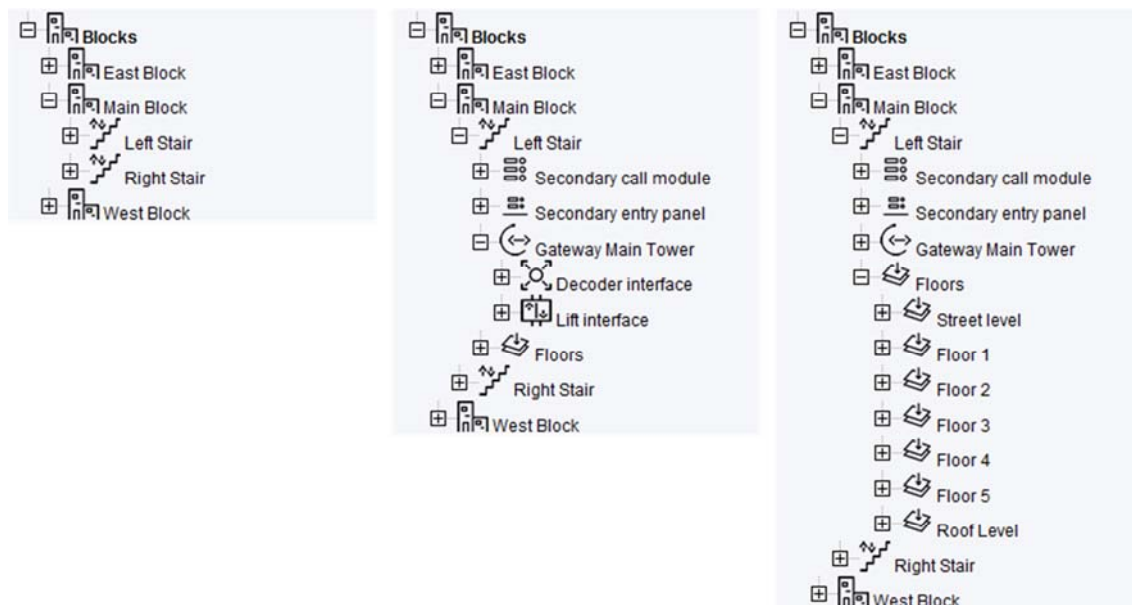 Blocks
East Block
Main Block
Left Stair
Right Stair
West Block
Blocks
East Block
Main Block
Left Stair
Secondary call module
Secondary entry panel
Gateway Main Tower
Decoder interface
Lift interface
Floors
Right Stair
West Block
Blocks
East Block
Main Block
Left Stair
Secondary call module
Secondary entry panel
Gateway Main Tower
Floors
Street level
Floor 1
Floor 2
Floor 3
Floor 4
Floor 5
Roof Level
Right Stair
West Block